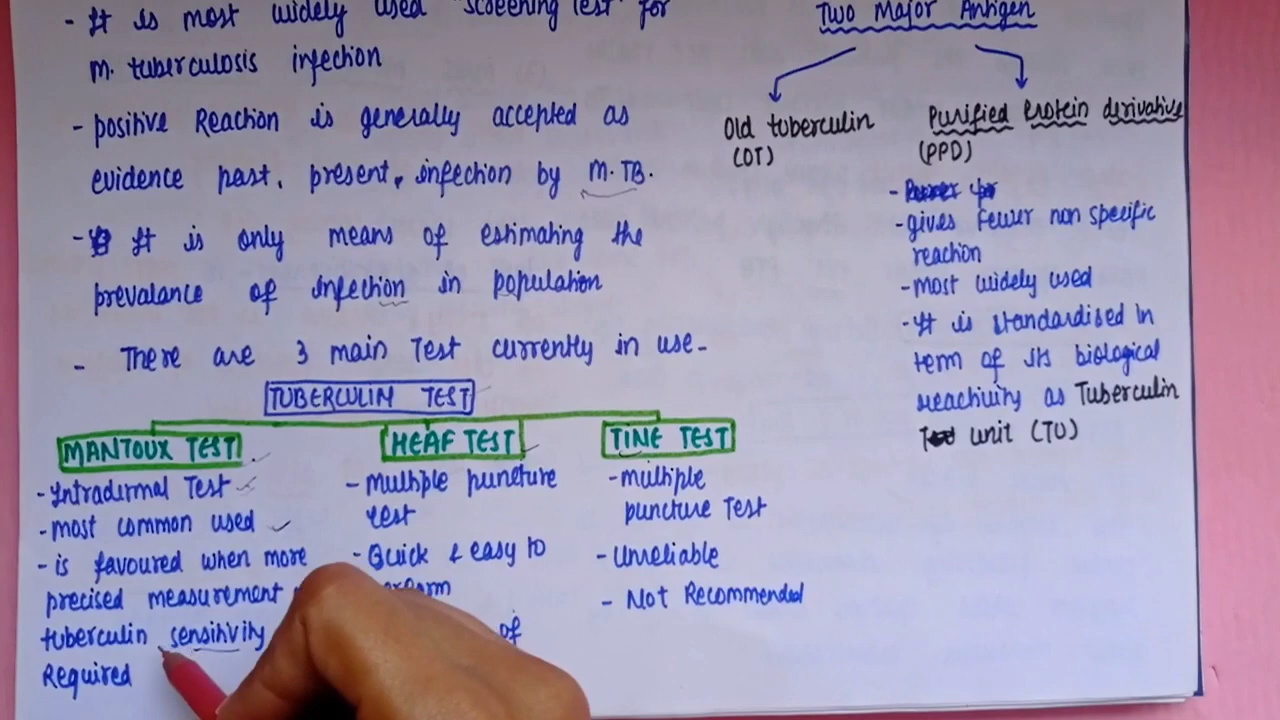 - It is most widely used "screening Test" for
m. tuberculosis infection
- positive Reaction is generally accepted as
evidence past, present, infection by M.TB.
- It is only means of estimating the
prevalance of infection in population
- There are 3 main Test currently in use-
Two Major Antigen
Old tuberculin
(OT)
Purified Protein derivative
(PPD)
- gives fewer non specific
reaction
- most widely used
- It is standardised in
term of its biological
reactivity as Tuberculin
unit (TU)
TUBERCULIN TEST
MANTOUX TEST
- Intradermal Test
- most common used
- is favoured when more
precised measurement
tuberculin sensitivity
Required
HEAF TEST
- Multiple puncture
test
- Quick & easy to
of
TINE TEST
- multiple
puncture Test
- Unreliable
- Not Recommended